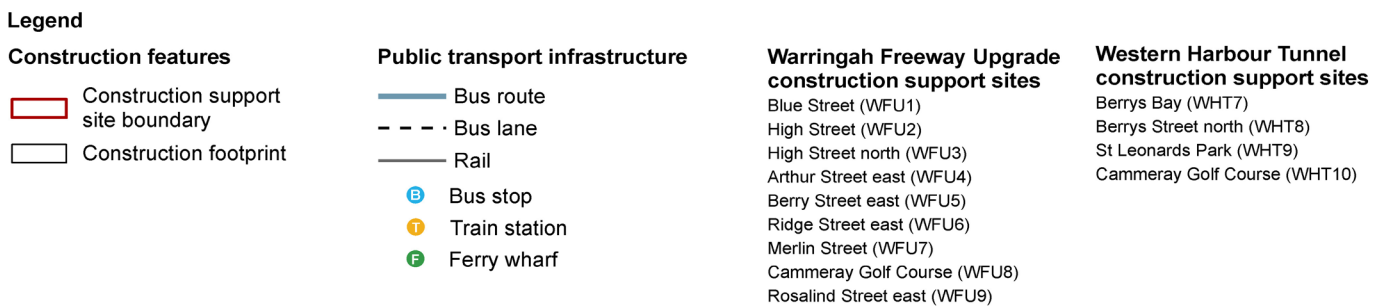 Legend
Construction features
Construction support
site boundary
Construction footprint
Public transport infrastructure
Bus route
Bus lane
Rail
B Bus stop
T Train station
F Ferry wharf
Warringah Freeway Upgrade
construction support sites
Blue Street (WFU1)
High Street (WFU2)
High Street north (WFU3)
Arthur Street east (WFU4)
Berry Street east (WFU5)
Ridge Street east (WFU6)
Merlin Street (WFU7)
Cammeray Golf Course (WFU8)
Rosalind Street east (WFU9)
Western Harbour Tunnel
construction support sites
Berrys Bay (WHT7)
Berrys Street north (WHT8)
St Leonards Park (WHT9)
Cammeray Golf Course (WHT10)